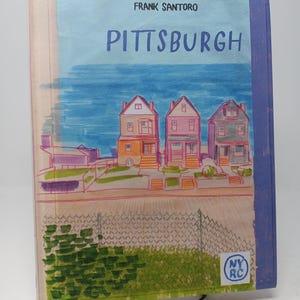 FRANK SANTORO
PITTSBURGH
NY
RC